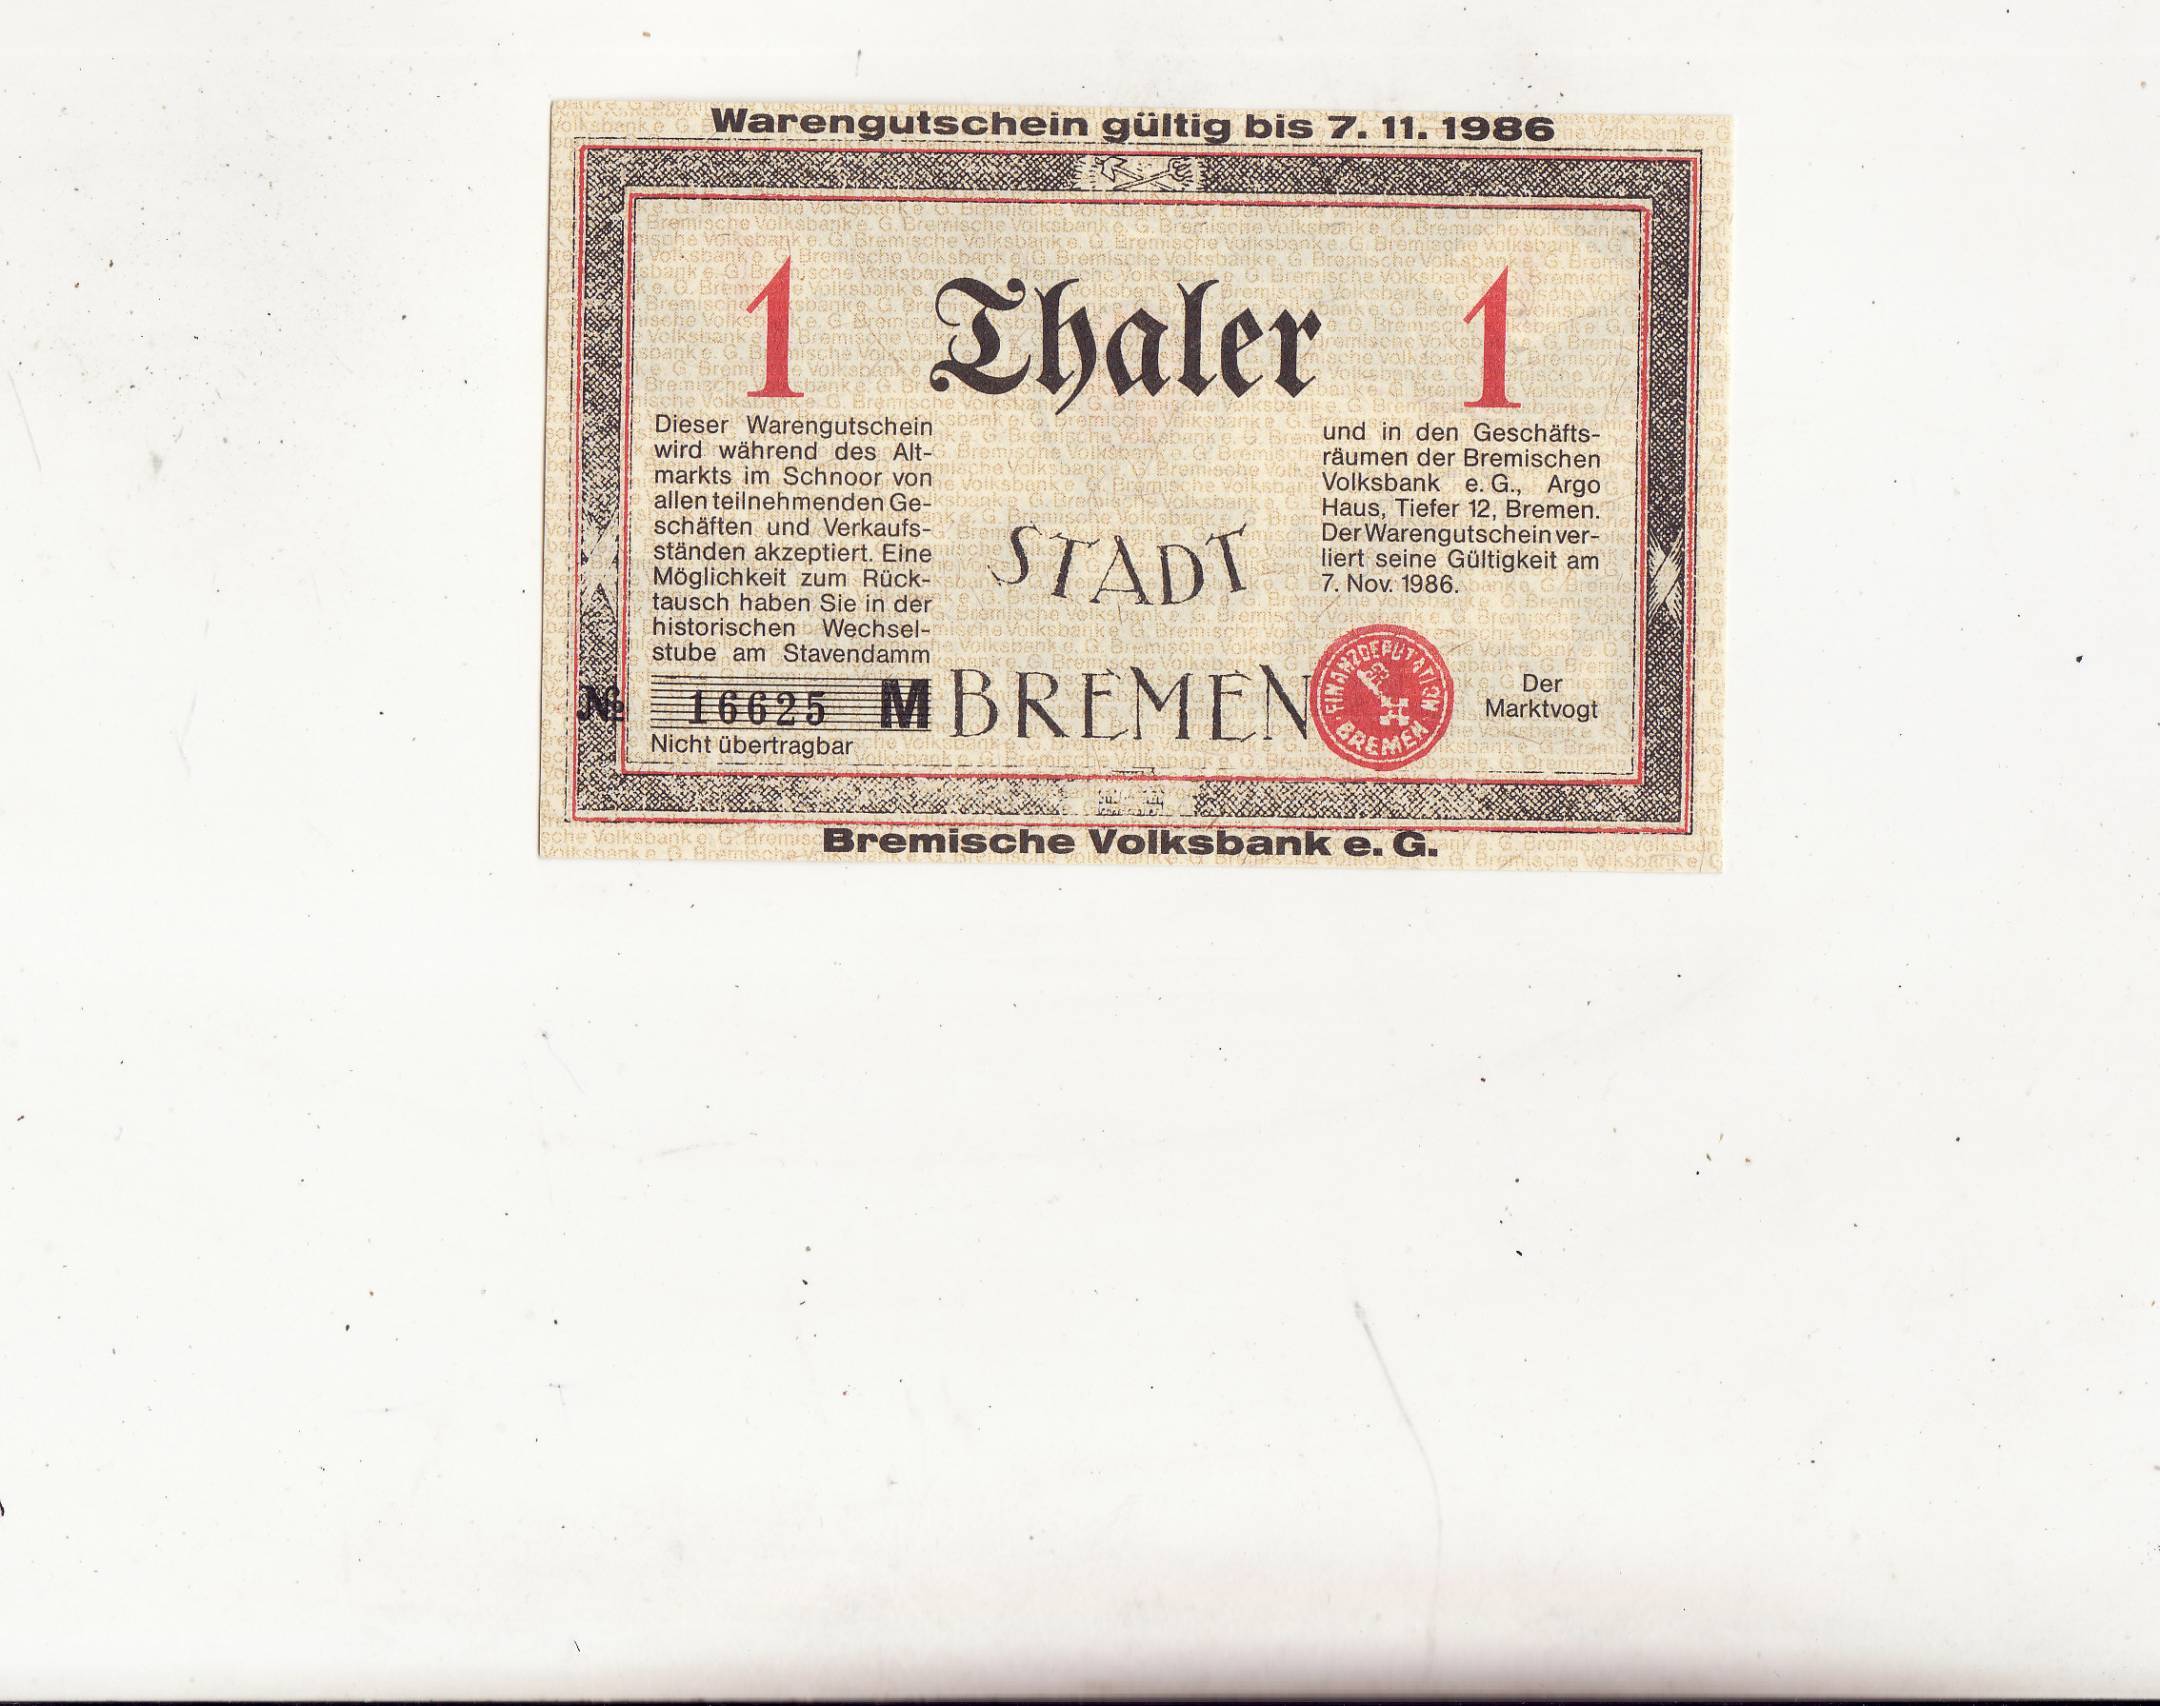 Warengutschein gültig bis 7. 11. 1986
1 Thaler 1
Dieser Warengutschein
wird während des Alt-
markts im Schnoor von
allen teilnehmenden Ge-
schäften und Verkaufs-
ständen akzeptiert. Eine
Möglichkeit zum Rück-
tausch haben Sie in der
historischen Wechsel-
stube am Stavendamm
und in den Geschäfts-
räumen der Bremischen
Volksbank e. G., Argo
Haus, Tiefer 12, Bremen.
Der Warengutschein ver-
liert seine Gültigkeit am
7. Nov. 1986.
STADT
BREMEN
№ 16625 M
Nicht übertragbar
FINANZDEPUTATION
BREMEN
Der
Marktvogt
Bremische Volksbank e. G.